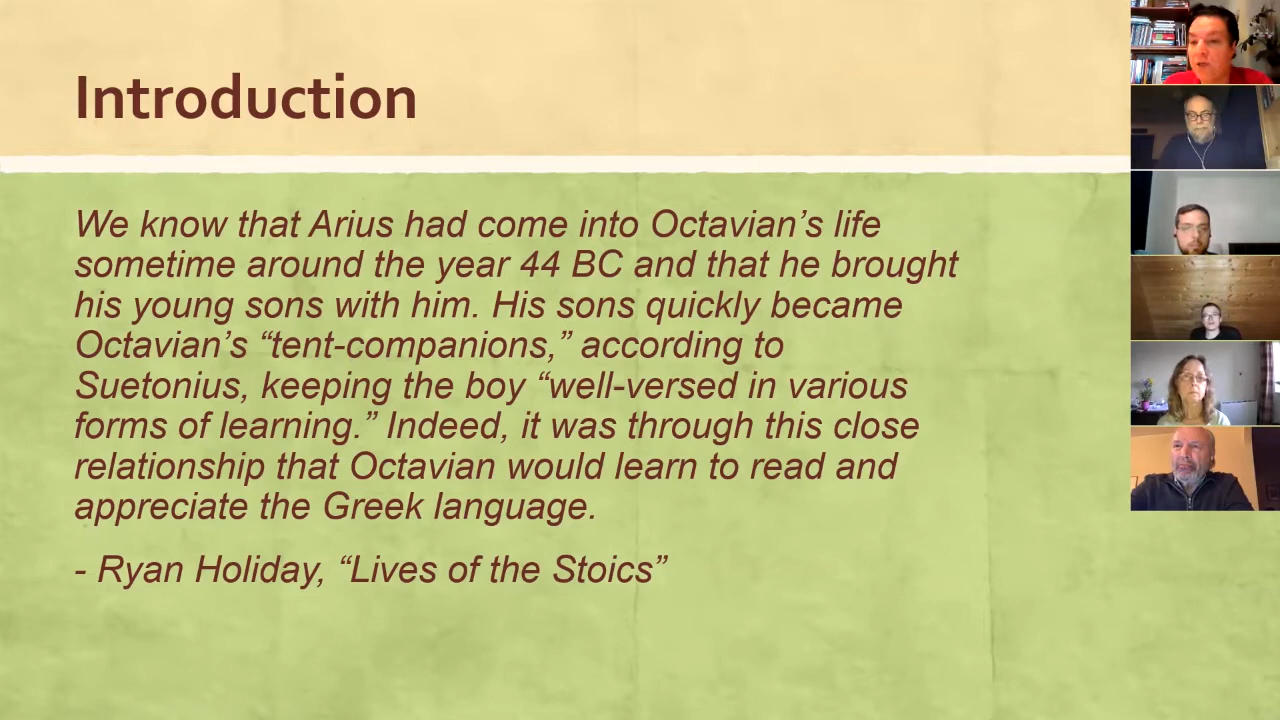 Introduction
We know that Arius had come into Octavian’s life
sometime around the year 44 BC and that he brought
his young sons with him. His sons quickly became
Octavian’s “tent-companions,” according to
Suetonius, keeping the boy “well-versed in various
forms of learning.” Indeed, it was through this close
relationship that Octavian would learn to read and
appreciate the Greek language.
- Ryan Holiday, “Lives of the Stoics”